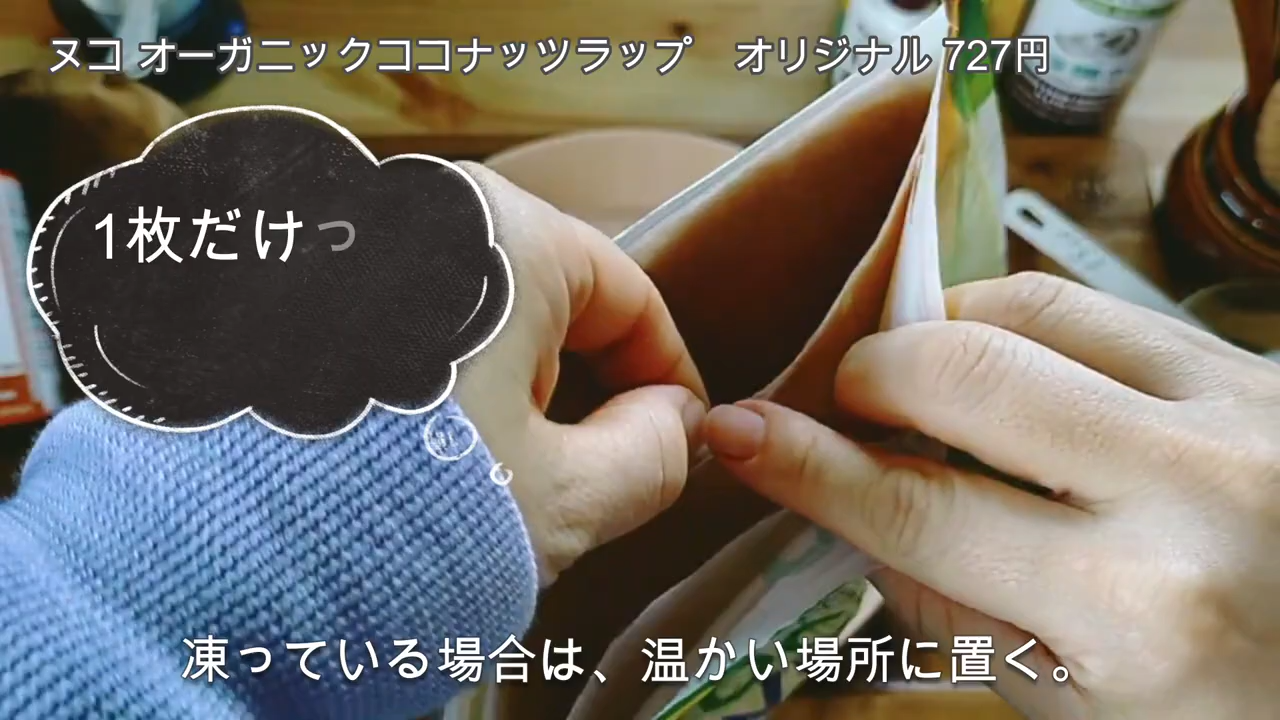 ヌコ オーガニックココナッツラップ　オリジナル 727円
1枚だけっ
凍っている場合は、温かい場所に置く。